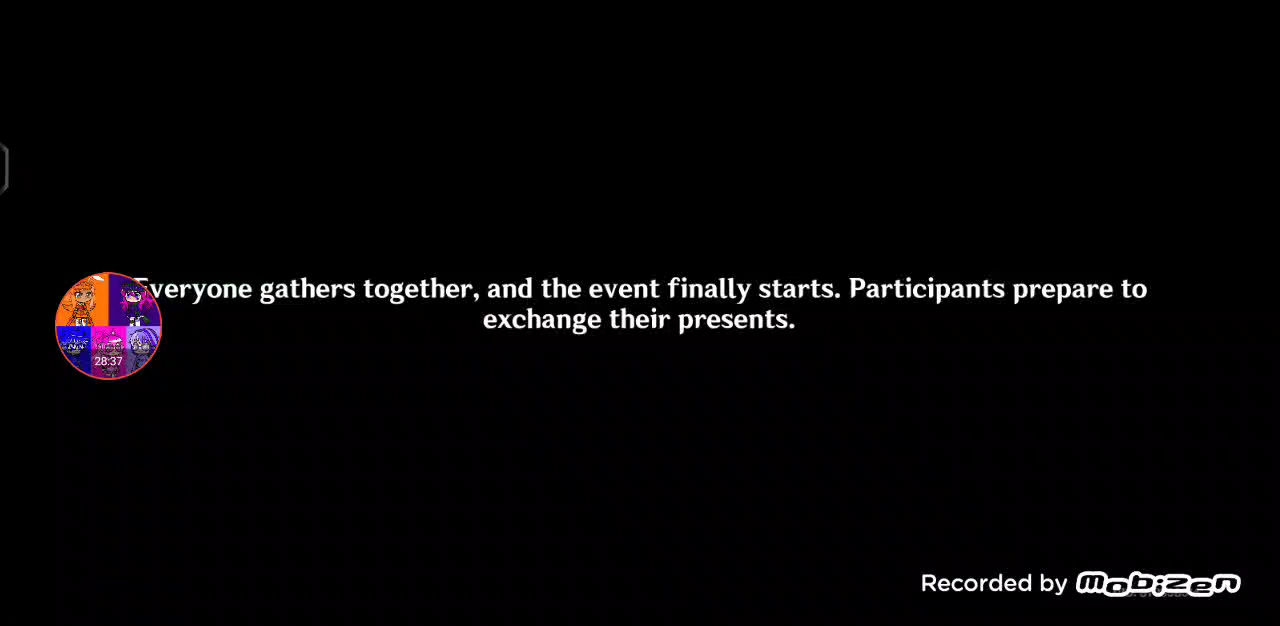 Everyone gathers together, and the event finally starts. Participants prepare to
exchange their presents.
28:37
Recorded by Mobizen